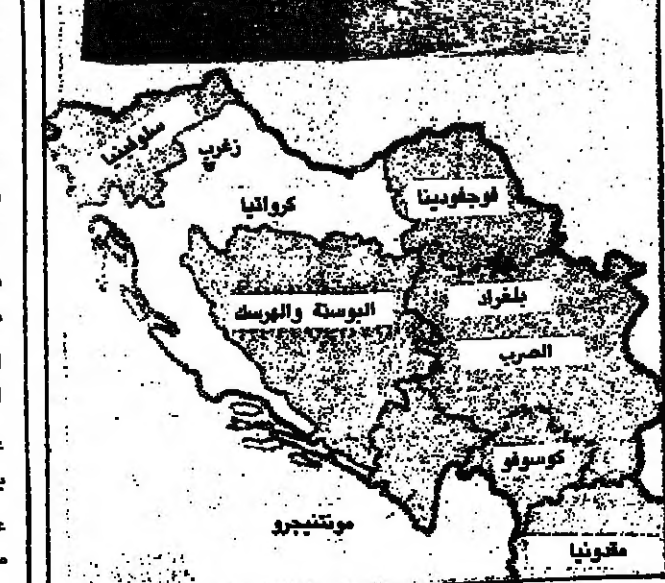 سلوفينيا
زغرب
كرواتيا
فوجفودينا
البوسنة والهرسك
بلغراد
الصرب
كوسوفو
مونتنيجرو
مقدونيا